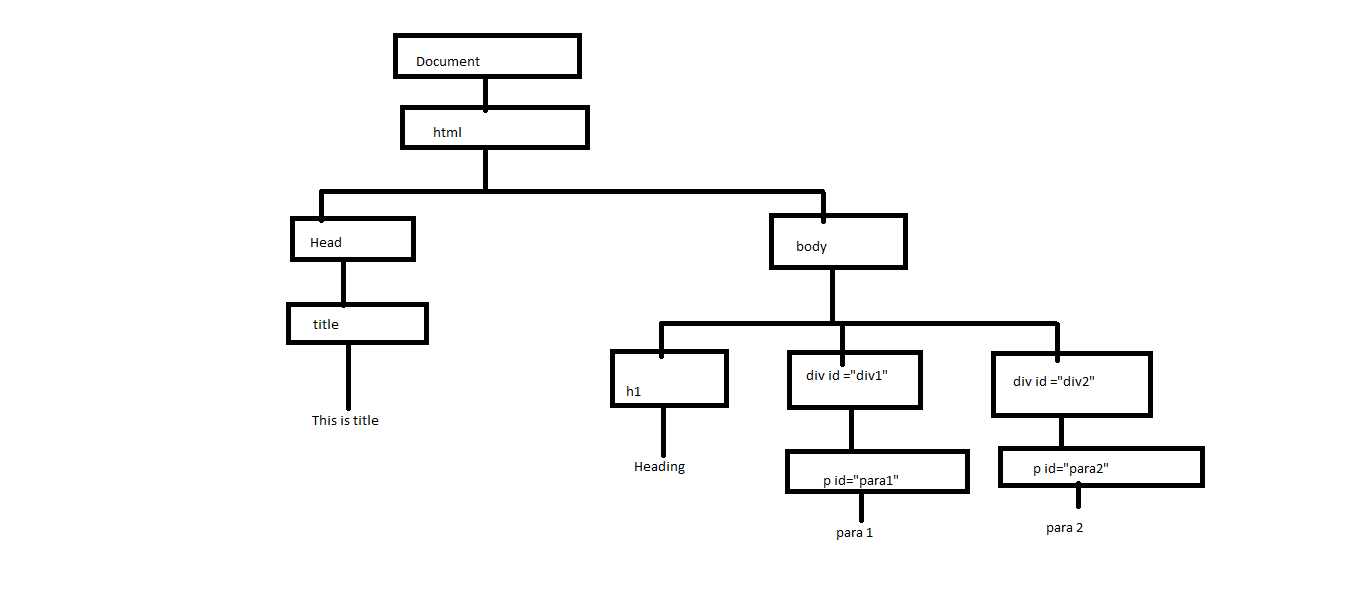 Document
html
Head
body
title
div id ="div1"
div id ="div2"
h1
This is title
Heading
p id="para1"
p id="para2"
para 1
para 2